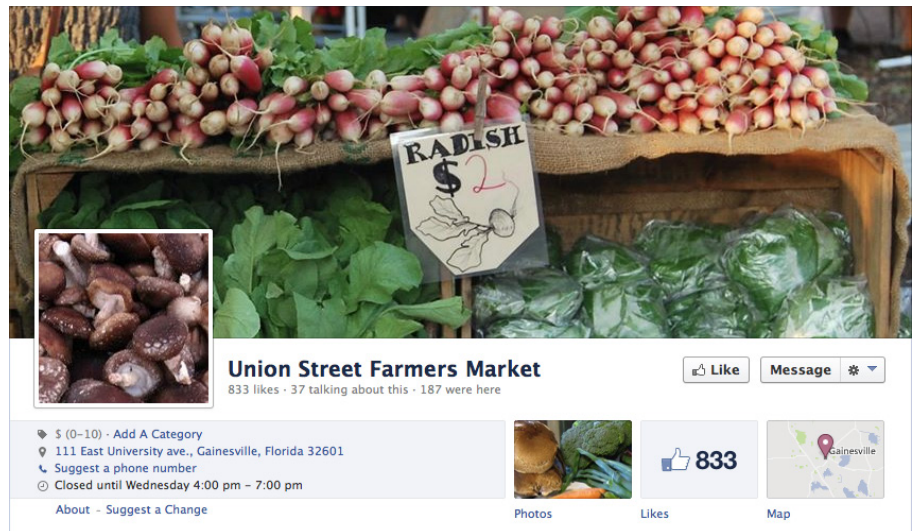 RADISH
$2
Union Street Farmers Market
833 likes · 37 talking about this · 187 were here
Like
Message
$ (0-10) · Add A Category
111 East University ave., Gainesville, Florida 32601
Suggest a phone number
Closed until Wednesday 4:00 pm – 7:00 pm
About – Suggest a Change
833
Gainesville
Photos
Likes
Map